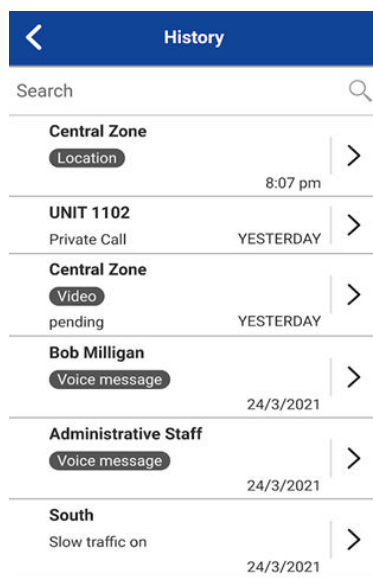 History
Search
Central Zone
Location
8:07 pm
UNIT 1102
Private Call YESTERDAY
Central Zone
Video
pending YESTERDAY
Bob Milligan
Voice message
24/3/2021
Administrative Staff
Voice message
24/3/2021
South
Slow traffic on
24/3/2021